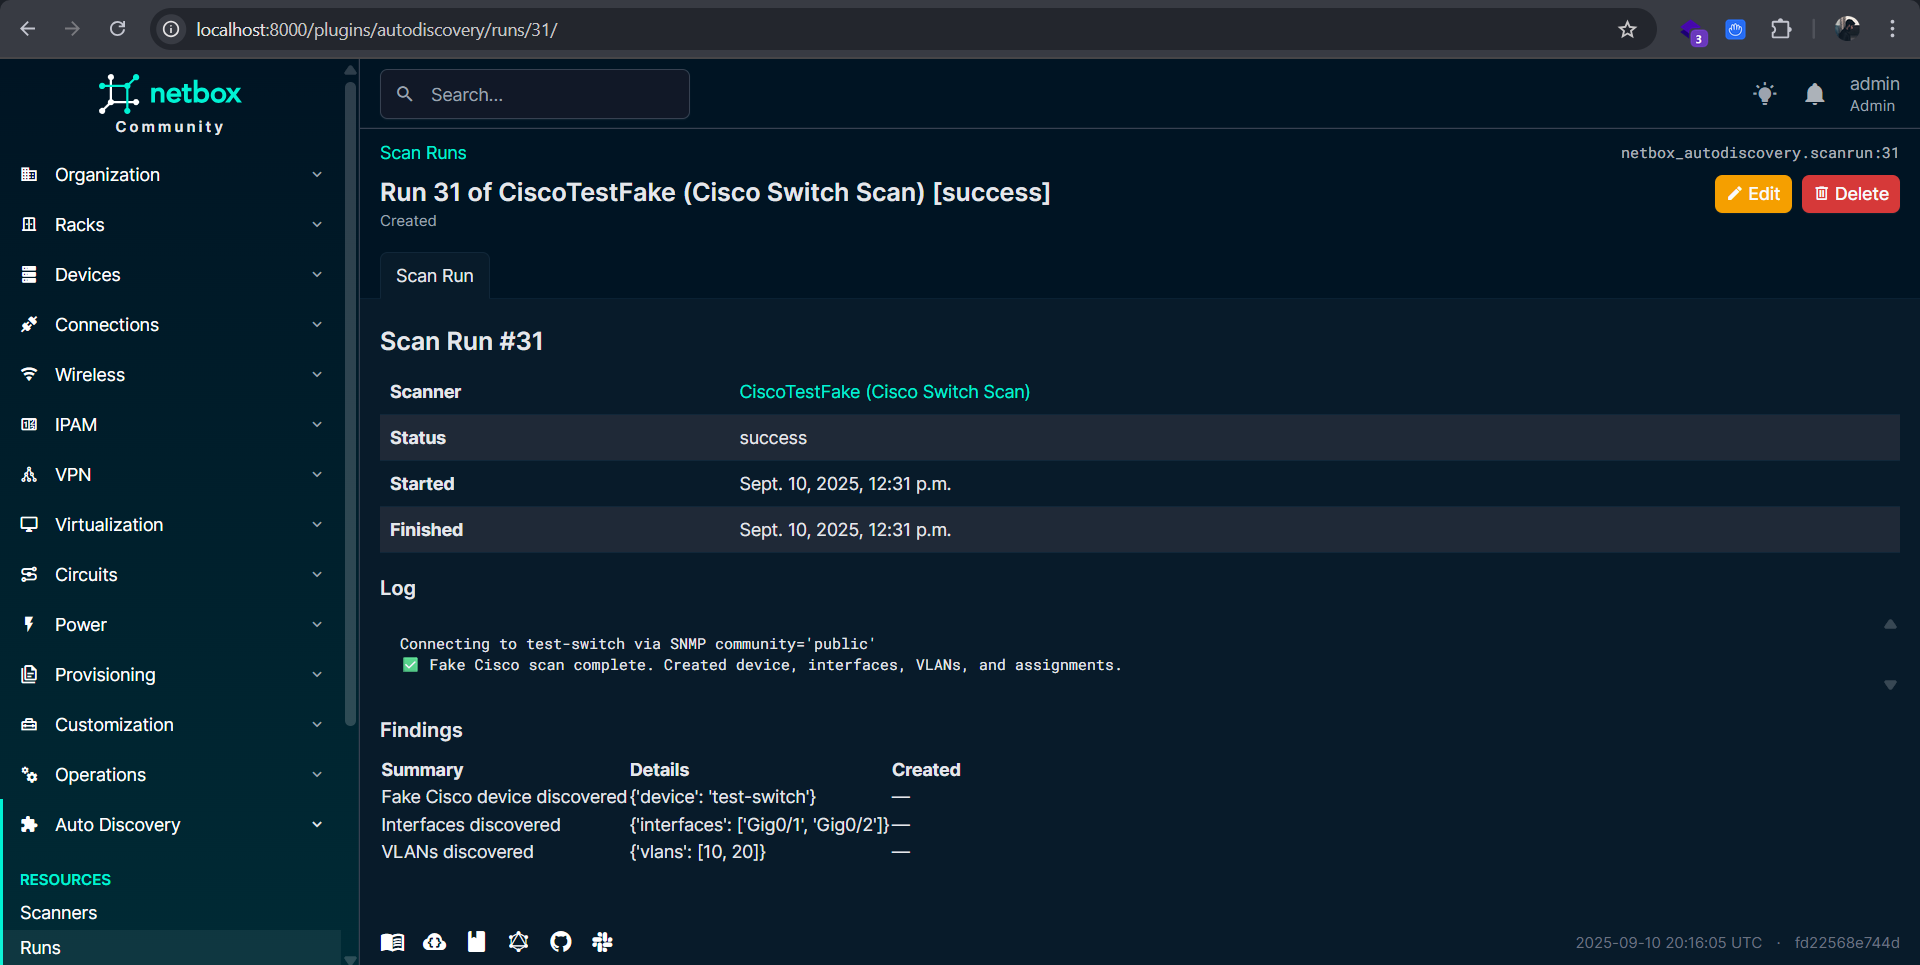 localhost:8000/plugins/autodiscovery/runs/31/
3
netbox
Community
Search...
admin
Admin
Organization
Racks
Devices
Connections
Wireless
IPAM
VPN
Virtualization
Circuits
Power
Provisioning
Customization
Operations
Auto Discovery
RESOURCES
Scanners
Runs
Scan Runs
netbox_autodiscovery.scanrun:31
Run 31 of CiscoTestFake (Cisco Switch Scan) [success]
Edit
Delete
Created
Scan Run
Scan Run #31
Scanner CiscoTestFake (Cisco Switch Scan)
Status success
Started Sept. 10, 2025, 12:31 p.m.
Finished Sept. 10, 2025, 12:31 p.m.
Log
Connecting to test-switch via SNMP community='public'
✅ Fake Cisco scan complete. Created device, interfaces, VLANs, and assignments.
Findings
Summary Details Created
Fake Cisco device discovered {'device': 'test-switch'} —
Interfaces discovered {'interfaces': ['Gig0/1', 'Gig0/2']} —
VLANs discovered {'vlans': [10, 20]} —
2025-09-10 20:16:05 UTC · fd22568e744d